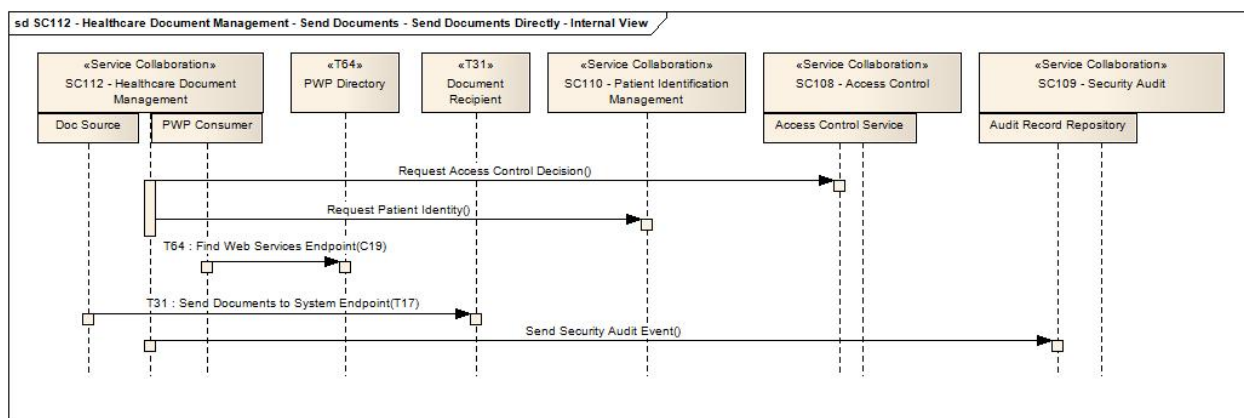 sd SC112 - Healthcare Document Management - Send Documents - Send Documents Directly - Internal View
«Service Collaboration»
SC112 - Healthcare Document
Management
«T64»
PWP Directory
«T31»
Document
Recipient
«Service Collaboration»
SC110 - Patient Identification
Management
«Service Collaboration»
SC108 - Access Control
«Service Collaboration»
SC109 - Security Audit
Doc Source
PWP Consumer
Access Control Service
Audit Record Repository
Request Access Control Decision()
Request Patient Identity()
T64 : Find Web Services Endpoint(C19)
T31 : Send Documents to System Endpoint(T17)
Send Security Audit Event()